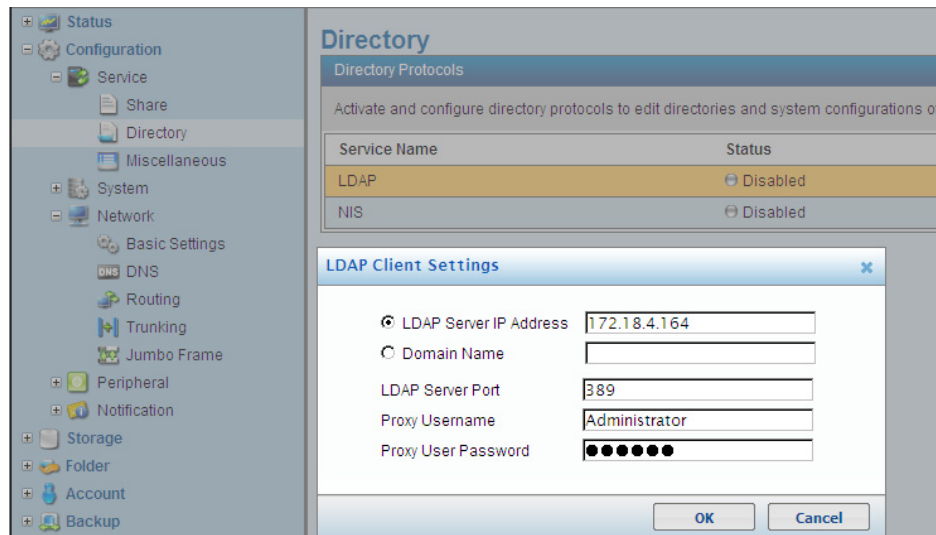 Status
Configuration
Service
Share
Directory
Miscellaneous
System
Network
Basic Settings
DNS DNS
Routing
Trunking
Jumbo Frame
Peripheral
Notification
Storage
Folder
Account
Backup
Directory
Directory Protocols
Activate and configure directory protocols to edit directories and system configurations o
Service Name Status
LDAP Disabled
NIS Disabled
LDAP Client Settings
LDAP Server IP Address 172.18.4.164
Domain Name
LDAP Server Port 389
Proxy Username Administrator
Proxy User Password ●●●●●●
OK Cancel